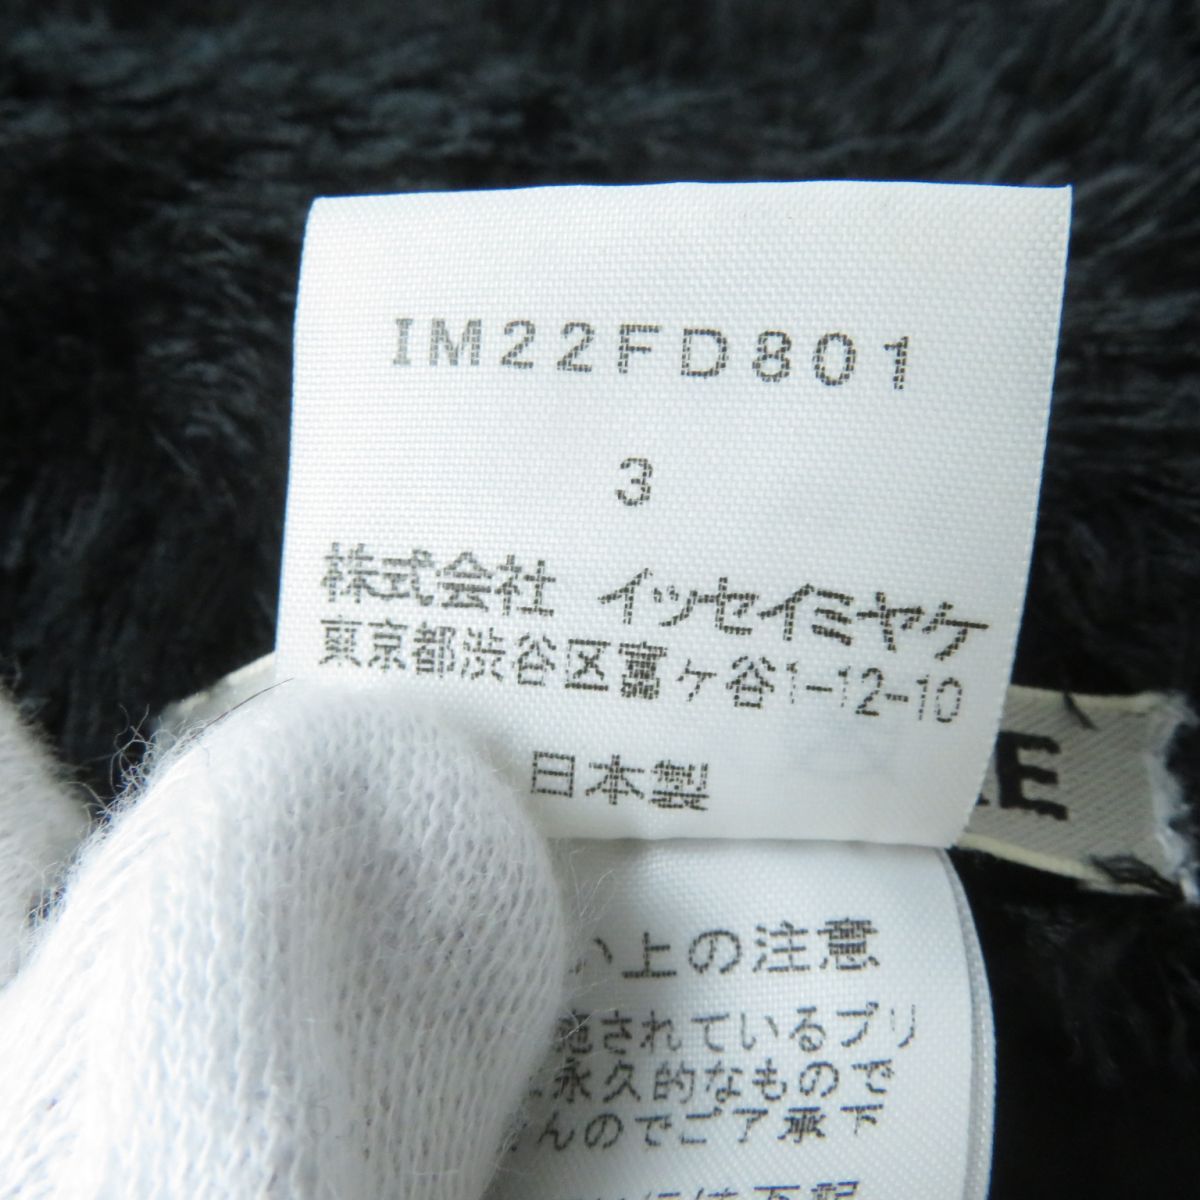 IM22FD801
3
株式会社 イッセイミヤケ
東京都渋谷区富ヶ谷1-12-10
日本製
KE
い上の注意
施されているプリ
永久的なもので
んのでご了承下